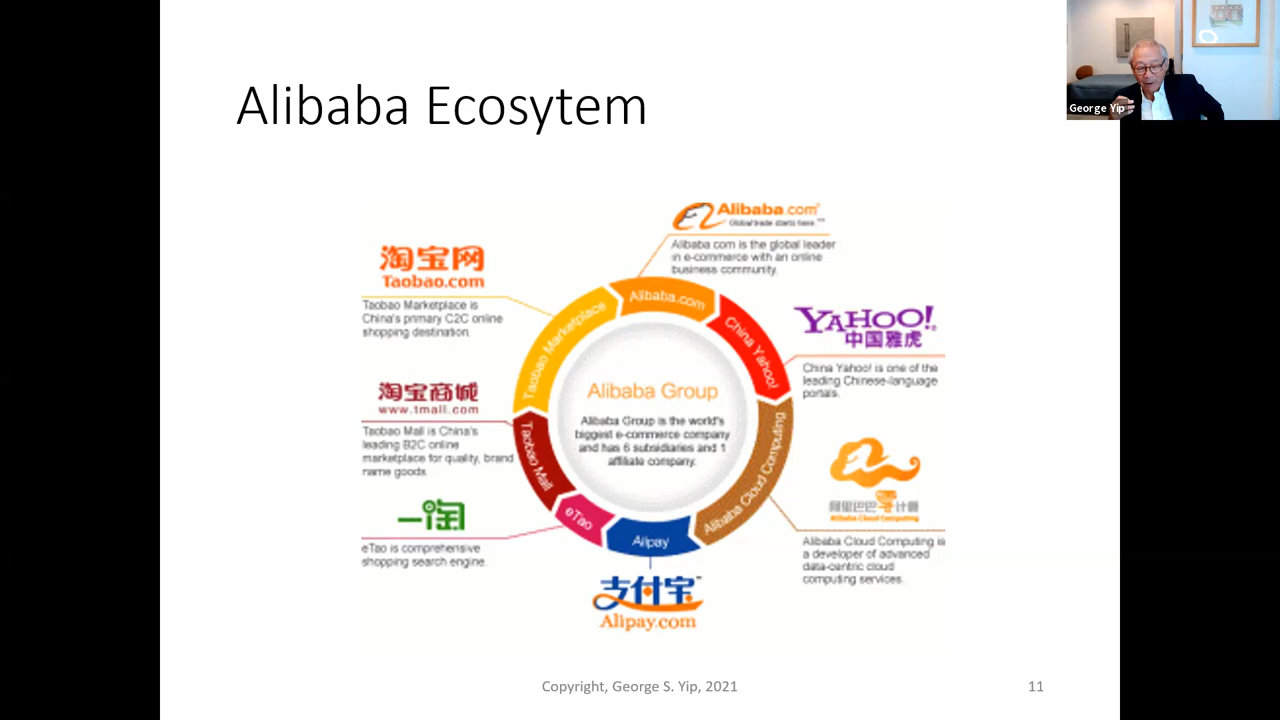 George Yip
Alibaba Ecosytem
Alibaba.com
Global trade starts here.™
Alibaba.com is the global leader
in e-commerce with an online
business community.
淘宝网
Taobao.com
Taobao Marketplace is
China's primary C2C online
shopping destination.
YAHOO!
中国雅虎
China Yahoo! is one of the
leading Chinese-language
portals.
淘宝商城
www.tmall.com
Taobao Mall is China's
leading B2C online
marketplace for quality, brand
name goods.
一淘
eTao is comprehensive
shopping search engine.
Alibaba.com
China Yahoo!
Alibaba Cloud Computing
Alipay
eTao
Taobao Mall
Taobao Marketplace
Alibaba Group
Alibaba Group is the world's
biggest e-commerce company
and has 6 subsidiaries and 1
affiliate company.
Alibaba Cloud Computing
Alibaba Cloud Computing is
a developer of advanced
data-centric cloud
computing services.
支付宝™
Alipay.com
Copyright, George S. Yip, 2021
11